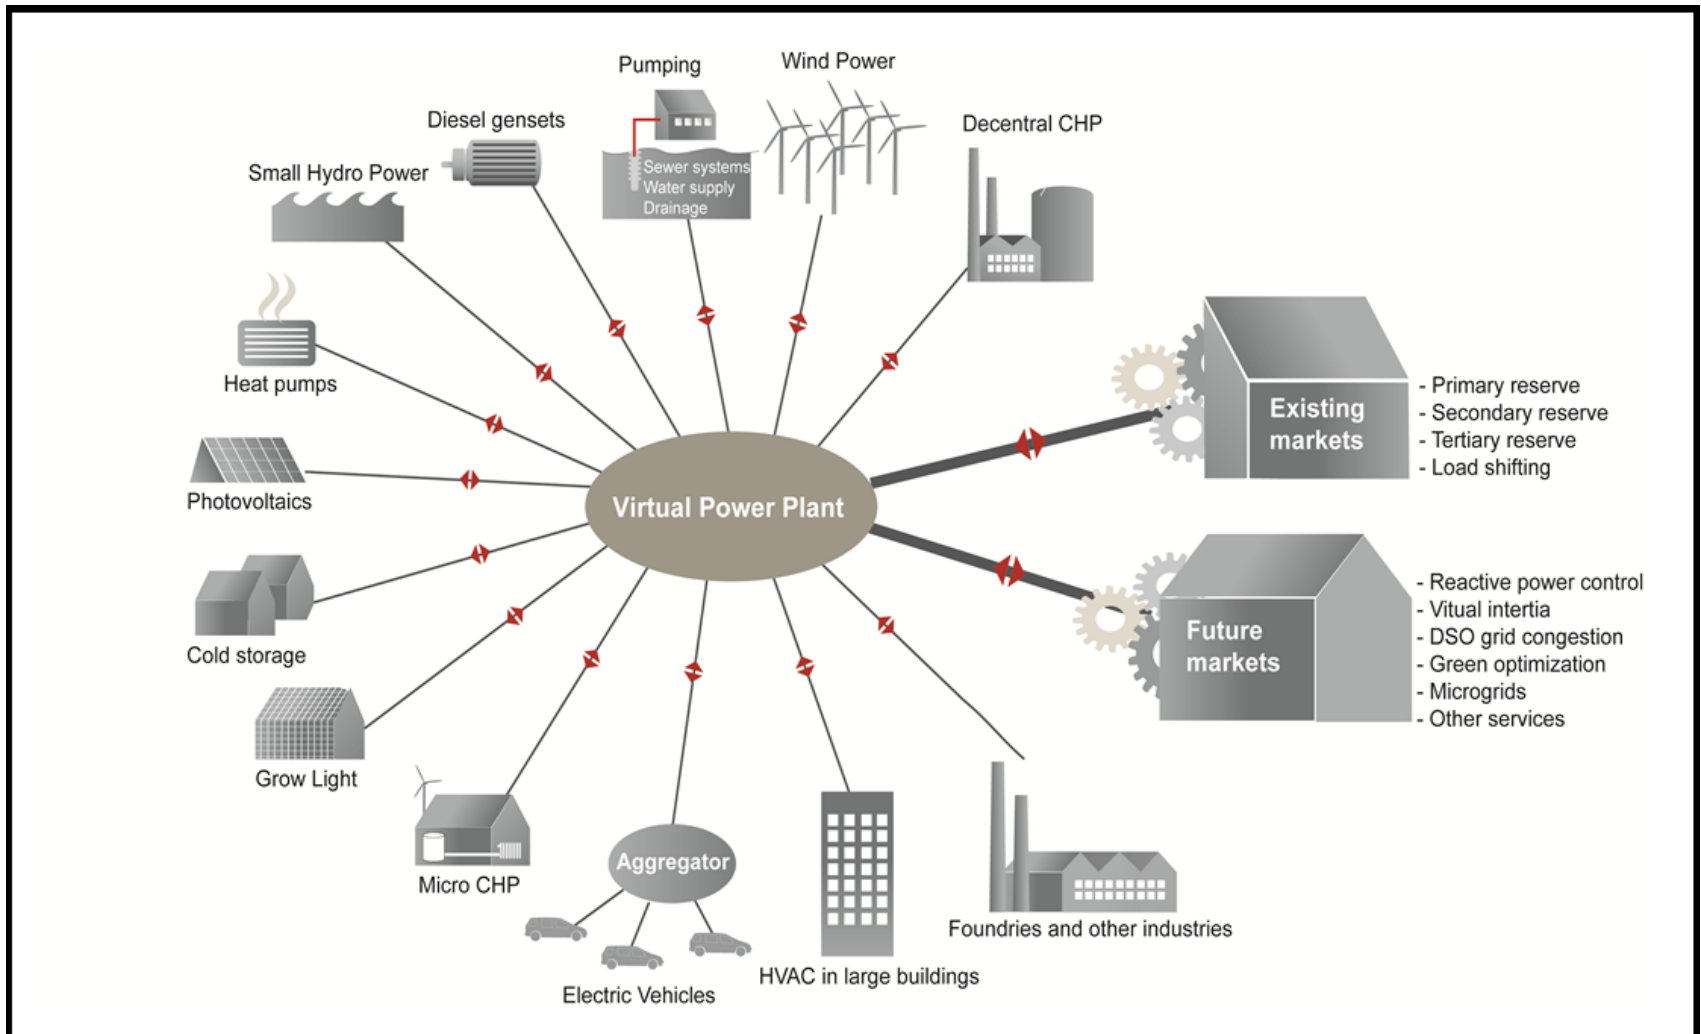 Pumping
Wind Power
Diesel gensets
Decentral CHP
Small Hydro Power
Sewer systems
Water supply
Drainage
Heat pumps
Existing
markets
- Primary reserve
- Secondary reserve
- Tertiary reserve
- Load shifting
Photovoltaics
Virtual Power Plant
Cold storage
Future
markets
- Reactive power control
- Vitual intertia
- DSO grid congestion
- Green optimization
- Microgrids
- Other services
Grow Light
Micro CHP
Aggregator
Electric Vehicles
HVAC in large buildings
Foundries and other industries